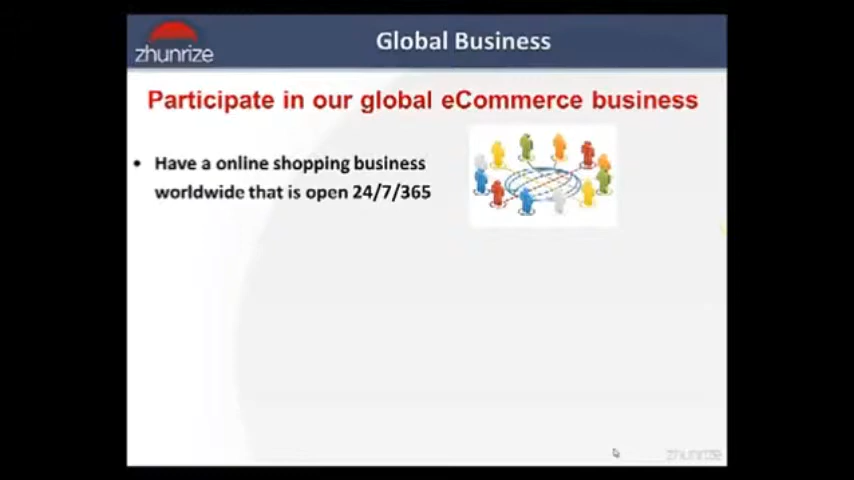 zhunrize
Global Business
Participate in our global eCommerce business
• Have a online shopping business
worldwide that is open 24/7/365
zhunrize